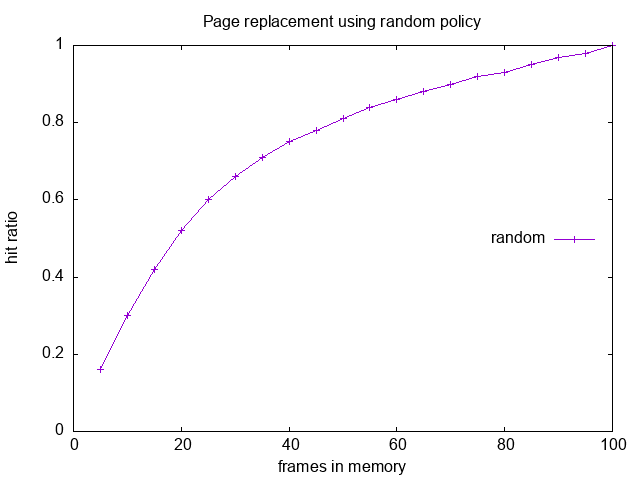 Page replacement using random policy
1
0.8
0.6
0.4
0.2
0
hit ratio
random
0 20 40 60 80 100
frames in memory